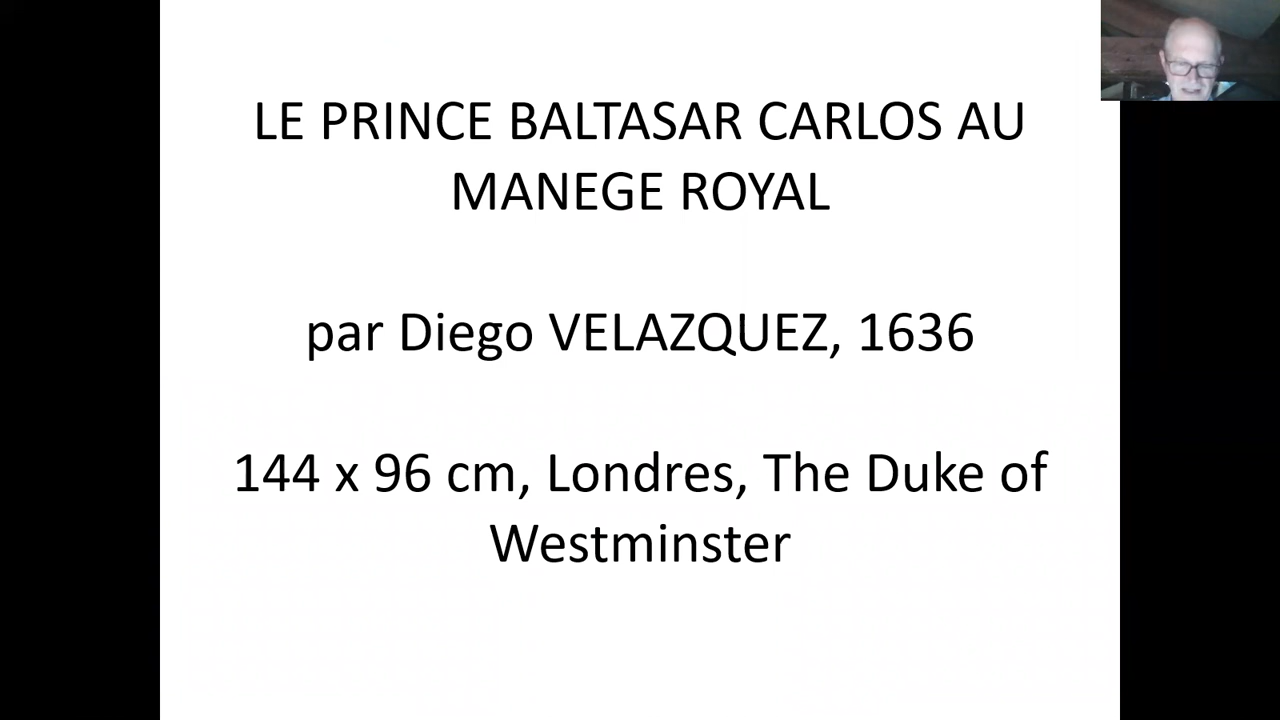 LE PRINCE BALTASAR CARLOS AU
MANEGE ROYAL
par Diego VELAZQUEZ, 1636
144 x 96 cm, Londres, The Duke of
Westminster